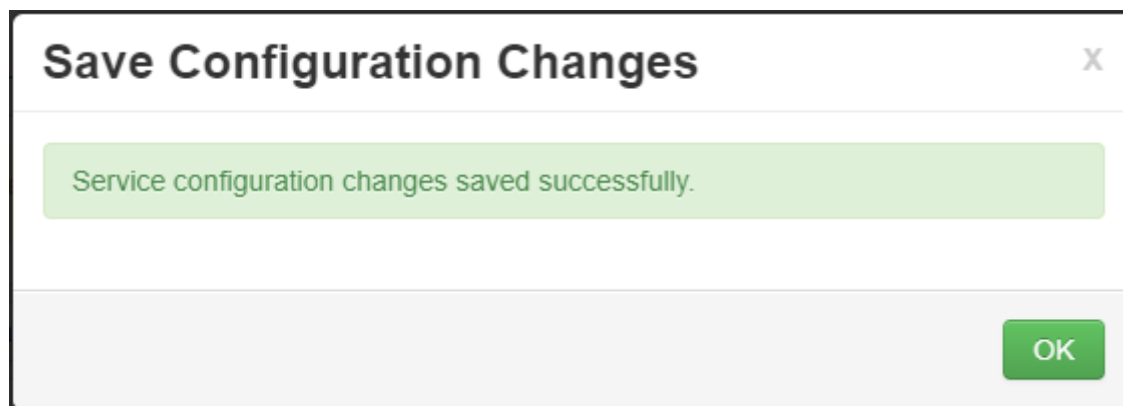 Save Configuration Changes
x
Service configuration changes saved successfully.
OK